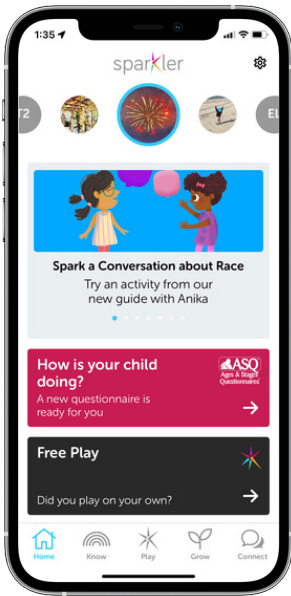 1:35
sparkler
T2
EL
Spark a Conversation about Race
Try an activity from our
new guide with Anika
How is your child
doing?
A new questionnaire is
ready for you
ASQ
Ages & Stages
Questionnaires
Free Play
Did you play on your own?
Home
Know
Play
Grow
Connect